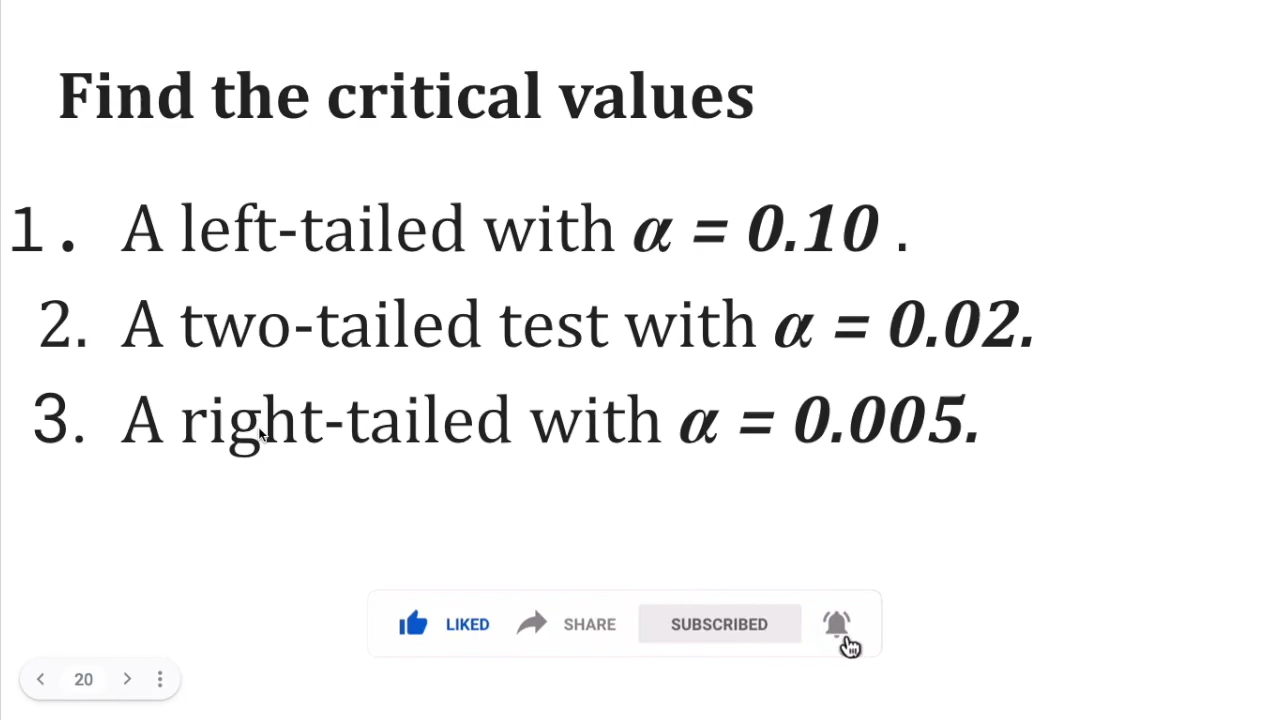 Find the critical values
1. A left-tailed with α = 0.10 .
2. A two-tailed test with α = 0.02.
3. A right-tailed with α = 0.005.
LIKED SHARE SUBSCRIBED
20